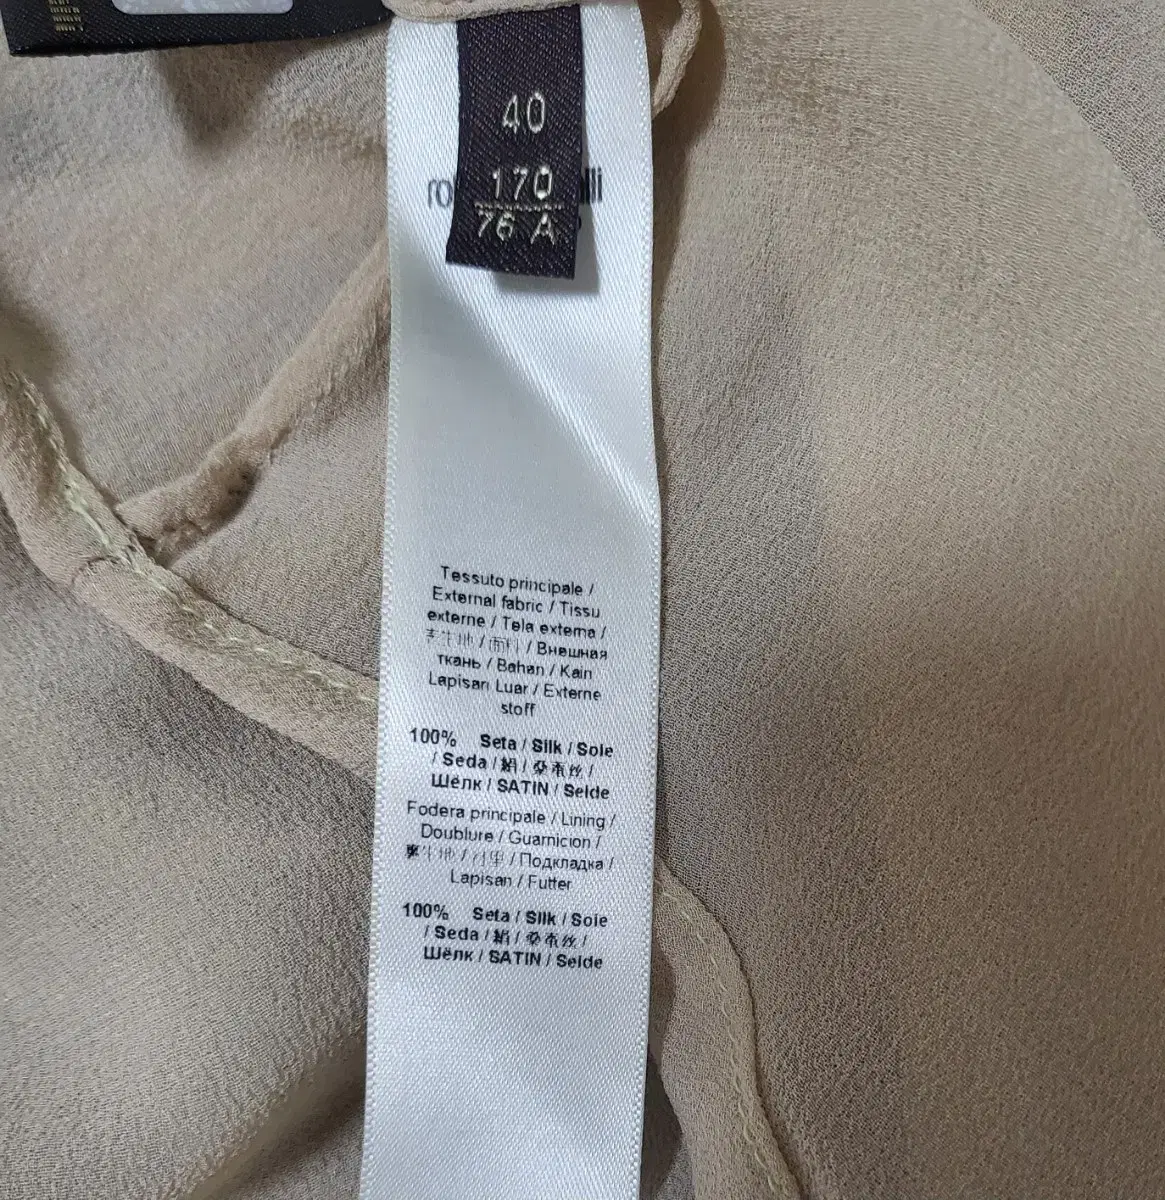 40
170
76 A
Tessuto principale /
External fabric / Tissu
externe / Tela externa /
/ Внешная
ткань / Bahan / Kain
Lapisan Luar / Externe
stoff
100% Seta / Silk / Soie
/ Seda / 絹 / 桑蚕丝 /
Шёлк / SATIN / Seide
Fodera principale / Lining /
Doublure / Guarnicion /
/ Подкладка /
Lapisan / Futter
100% Seta / Silk / Soie
/ Seda / 絹 / 桑蚕丝 /
Шёлк / SATIN / Seide